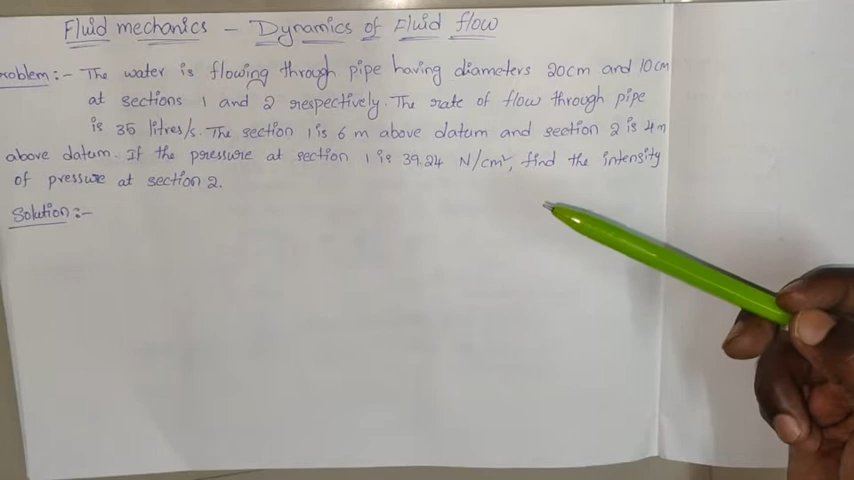 Fluid mechanics - Dynamics of Fluid flow
roblem:- The water is flowing through pipe having diameters 20cm and 10cm
at sections 1 and 2 respectively. The rate of flow through pipe
is 35 litres/s. The section 1 is 6 m above datum and section 2 is 4m
above datum. If the pressure at section 1 is 39.24 N/cm², find the intensity
of pressure at section 2.
Solution:-